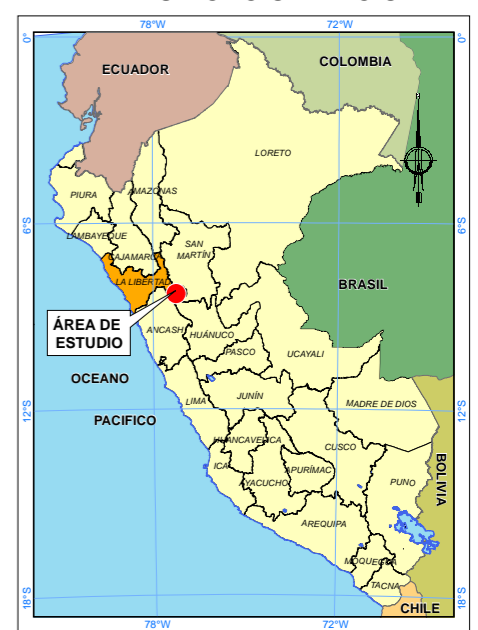 78°W
72°W
0°
0°
ECUADOR
COLOMBIA
LORETO
PIURA
AMAZONAS
6°S
6°S
LAMBAYEQUE
CAJAMARC
SAN
MARTÍN
LA LIBERTAD
BRASIL
ÁREA DE
ESTUDIO
ANCASH
HUÁNUCO
PASCO
UCAYALI
OCEANO
PACIFICO
LIMA
JUNÍN
MADRE DE DIOS
12°S
12°S
HUANCAVELICA
CUSCO
ICA
APURÍMAC
AYACUCHO
PUNO
BOLIVIA
AREQUIPA
MOQUEGUA
TACNA
18°S
18°S
CHILE
78°W
72°W